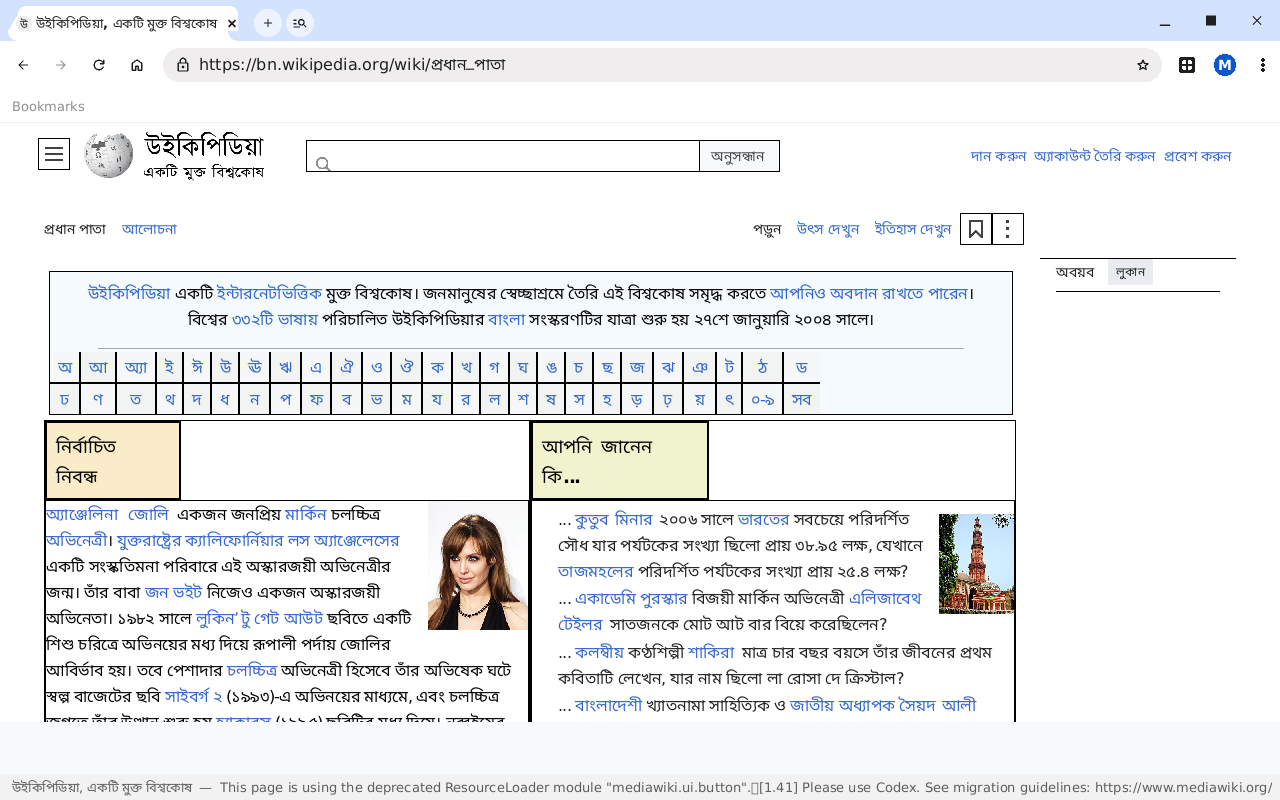 উইকিপিডিয়া, একটি মুক্ত বিশ্বকোষ
https://bn.wikipedia.org/wiki/প্রধান_পাতা
M
Bookmarks
উইকিপিডিয়া
একটি মুক্ত বিশ্বকোষ
অনুসন্ধান
দান করুন অ্যাকাউন্ট তৈরি করুন প্রবেশ করুন
প্রধান পাতা আলোচনা
পড়ুন উৎস দেখুন ইতিহাস দেখুন
অবয়ব লুকান
উইকিপিডিয়া একটি ইন্টারনেটভিত্তিক মুক্ত বিশ্বকোষ। জনমানুষের স্বেচ্ছাশ্রমে তৈরি এই বিশ্বকোষ সমৃদ্ধ করতে আপনিও অবদান রাখতে পারেন।
বিশ্বের ৩৩২টি ভাষায় পরিচালিত উইকিপিডিয়ার বাংলা সংস্করণটির যাত্রা শুরু হয় ২৭শে জানুয়ারি ২০০৪ সালে।
অ আ অ্যা ই ঈ উ ঊ ঋ এ ঐ ও ঔ ক খ গ ঘ ঙ চ ছ জ ঝ ঞ ট ঠ ড
ঢ ণ ত থ দ ধ ন প ফ ব ভ ম য র ল শ ষ স হ ড় ঢ় য় ৎ ০-৯ সব
নির্বাচিত
নিবন্ধ
অ্যাঞ্জেলিনা জোলি একজন জনপ্রিয় মার্কিন চলচ্চিত্র
অভিনেত্রী। যুক্তরাষ্ট্রের ক্যালিফোর্নিয়ার লস অ্যাঞ্জেলেসের
একটি সংস্কৃতিমনা পরিবারে এই অস্কারজয়ী অভিনেত্রীর
জন্ম। তাঁর বাবা জন ভইট নিজেও একজন অস্কারজয়ী
অভিনেতা। ১৯৮২ সালে লুকিন' টু গেট আউট ছবিতে একটি
শিশু চরিত্রে অভিনয়ের মধ্য দিয়ে রূপালী পর্দায় জোলির
আবির্ভাব হয়। তবে পেশাদার চলচ্চিত্র অভিনেত্রী হিসেবে তাঁর অভিষেক ঘটে
স্বল্প বাজেটের ছবি সাইবর্গ ২ (১৯৯৩)-এ অভিনয়ের মাধ্যমে, এবং চলচ্চিত্র
আপনি জানেন
কি...
... কুতুব মিনার ২০০৬ সালে ভারতের সবচেয়ে পরিদর্শিত
সৌধ যার পর্যটকের সংখ্যা ছিলো প্রায় ৩৮.৯৫ লক্ষ, যেখানে
তাজমহলের পরিদর্শিত পর্যটকের সংখ্যা প্রায় ২৫.৪ লক্ষ?
... একাডেমি পুরস্কার বিজয়ী মার্কিন অভিনেত্রী এলিজাবেথ
টেইলর সাতজনকে মোট আট বার বিয়ে করেছিলেন?
... কলম্বীয় কণ্ঠশিল্পী শাকিরা মাত্র চার বছর বয়সে তাঁর জীবনের প্রথম
কবিতাটি লেখেন, যার নাম ছিলো লা রোসা দে ক্রিস্টাল?
... বাংলাদেশী খ্যাতনামা সাহিত্যিক ও জাতীয় অধ্যাপক সৈয়দ আলী
উইকিপিডিয়া, একটি মুক্ত বিশ্বকোষ — This page is using the deprecated ResourceLoader module "mediawiki.ui.button". [1.41] Please use Codex. See migration guidelines: https://www.mediawiki.org/